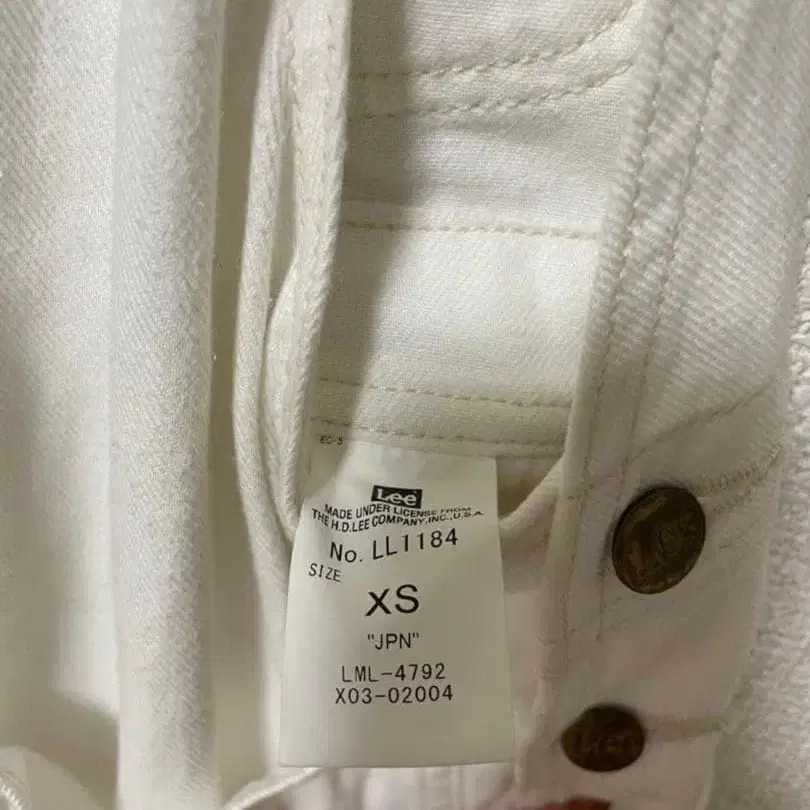 EC-5
Lee
MADE UNDER LICENSE FROM
THE H.D.LEE COMPANY,INC.,U.S.A
No. LL1184
SIZE
XS
"JPN"
LML-4792
X03-02004
Lee